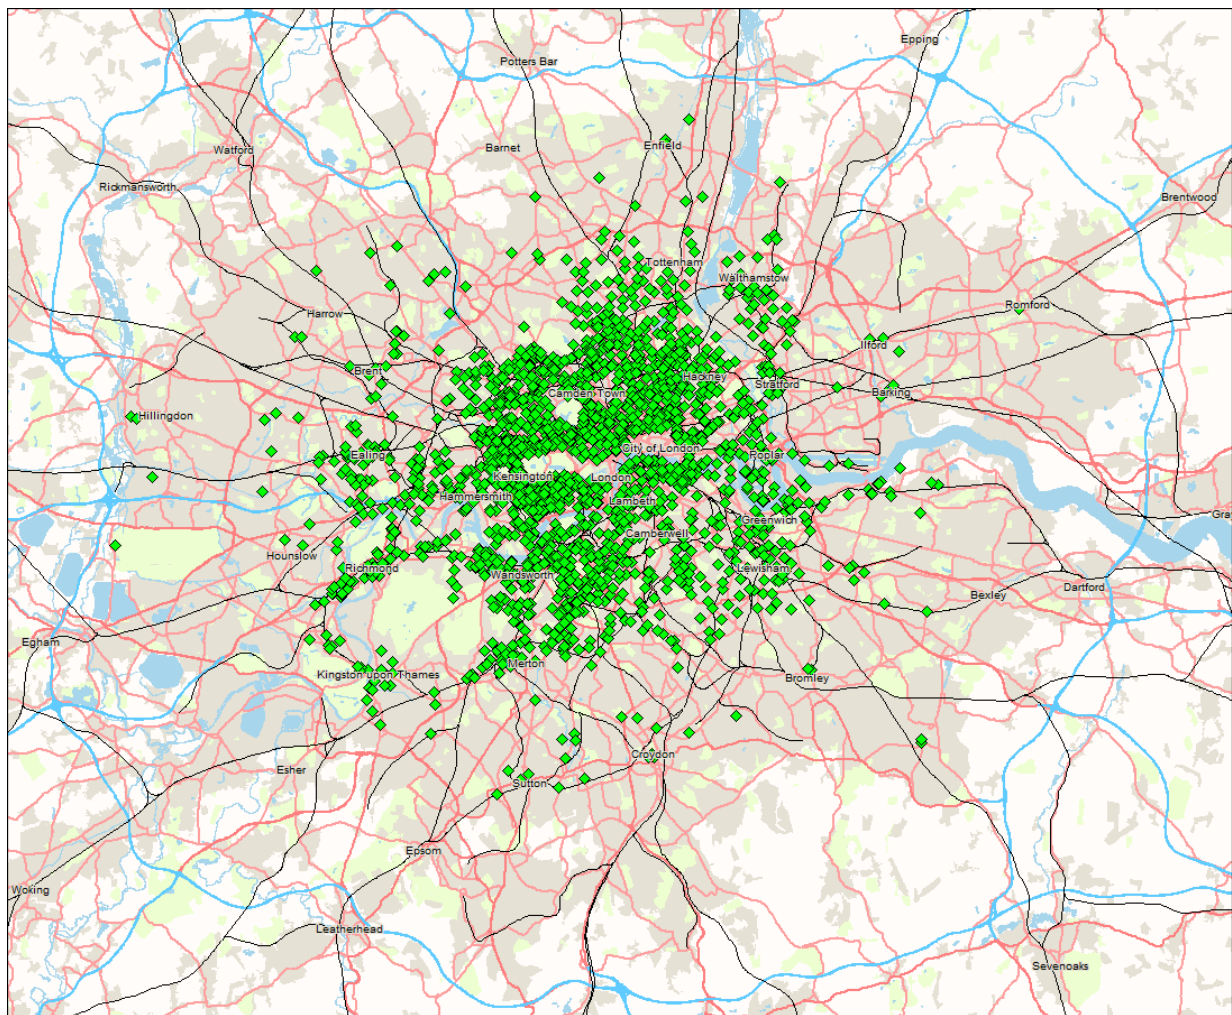 Epping
Potters Bar
Enfield
Barnet
Watford
Rickmansworth
Brentwood
Tottenham
Walthamstow
Romford
Harrow
Ilford
Brent
Hackney
Stratford
Camden Town
Barking
Hillingdon
City of London
Ealing
Poplar
Kensington
London
Hammersmith
Lambeth
Gra
Greenwich
Camberwell
Hounslow
Richmond
Wandsworth
Lewisham
Dartford
Bexley
Egham
Merton
Kingston upon Thames
Bromley
Croydon
Esher
Sutton
Epsom
Woking
Leatherhead
Sevenoaks